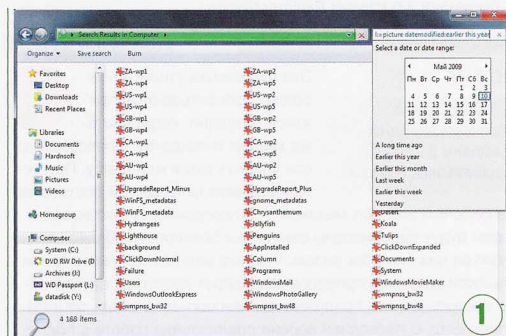 Search Results in Computer
picture datemodified:earlier this year
Organize Save search Burn
Select a date or date range:
Май 2009
Пн Вт Ср Чт Пт Сб Вс
1 2 3
4 5 6 7 8 9 10
11 12 13 14 15 16 17
18 19 20 21 22 23 24
25 26 27 28 29 30 31
A long time ago
Earlier this year
Earlier this month
Last week
Earlier this week
Yesterday
Favorites
Desktop
Downloads
Recent Places
Libraries
Documents
Hardnsoft
Music
Pictures
Videos
Homegroup
Computer
System (C:)
DVD RW Drive (D
Archives (I:)
WD Passport (L:)
datadisk (Y:)
ZA-wp1 ZA-wp2
ZA-wp4 ZA-wp5
US-wp1 US-wp2
US-wp4 US-wp5
GB-wp1 GB-wp2
GB-wp4 GB-wp5
CA-wp1 CA-wp2
CA-wp4 CA-wp5
AU-wp1 AU-wp2
AU-wp4 AU-wp5
UpgradeReport_Minus UpgradeReport_Plus
WinFS_metadatas gnome_metadatas
WinFS_metadata Chrysanthemum Desert
Hydrangeas Jellyfish Koala
Lighthouse Penguins Tulips
background AppInstalled ClickDownExpanded
ClickDownNormal Column Documents
Failure Programs System
Users WindowsMail WindowsMovieMaker
WindowsOutlookExpress WindowsPhotoGallery wmpnss_bw32
wmpnss_bw32 wmpnss_bw48 wmpnss_bw48
4 168 items
1